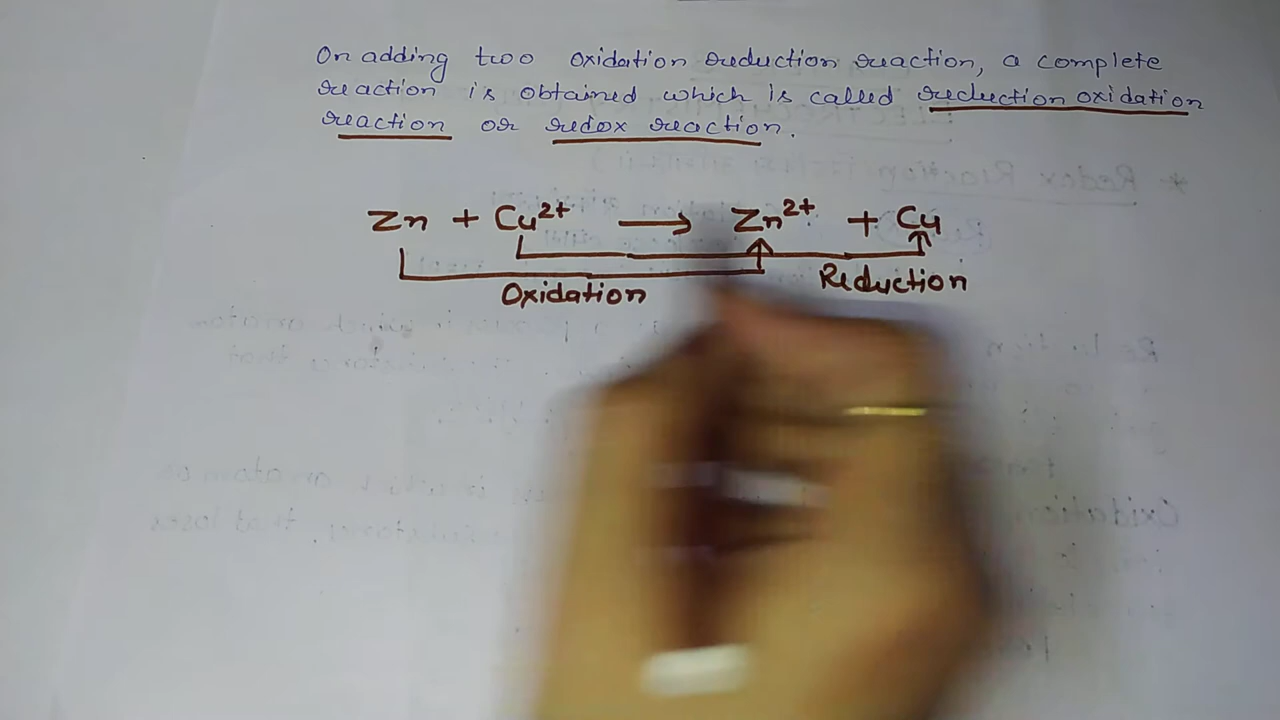 On adding two oxidation reduction reaction, a complete
reaction is obtained which is called reduction oxidation
reaction or redox reaction.
Zn + Cu²⁺ → Zn²⁺ + Cu
Oxidation Reduction